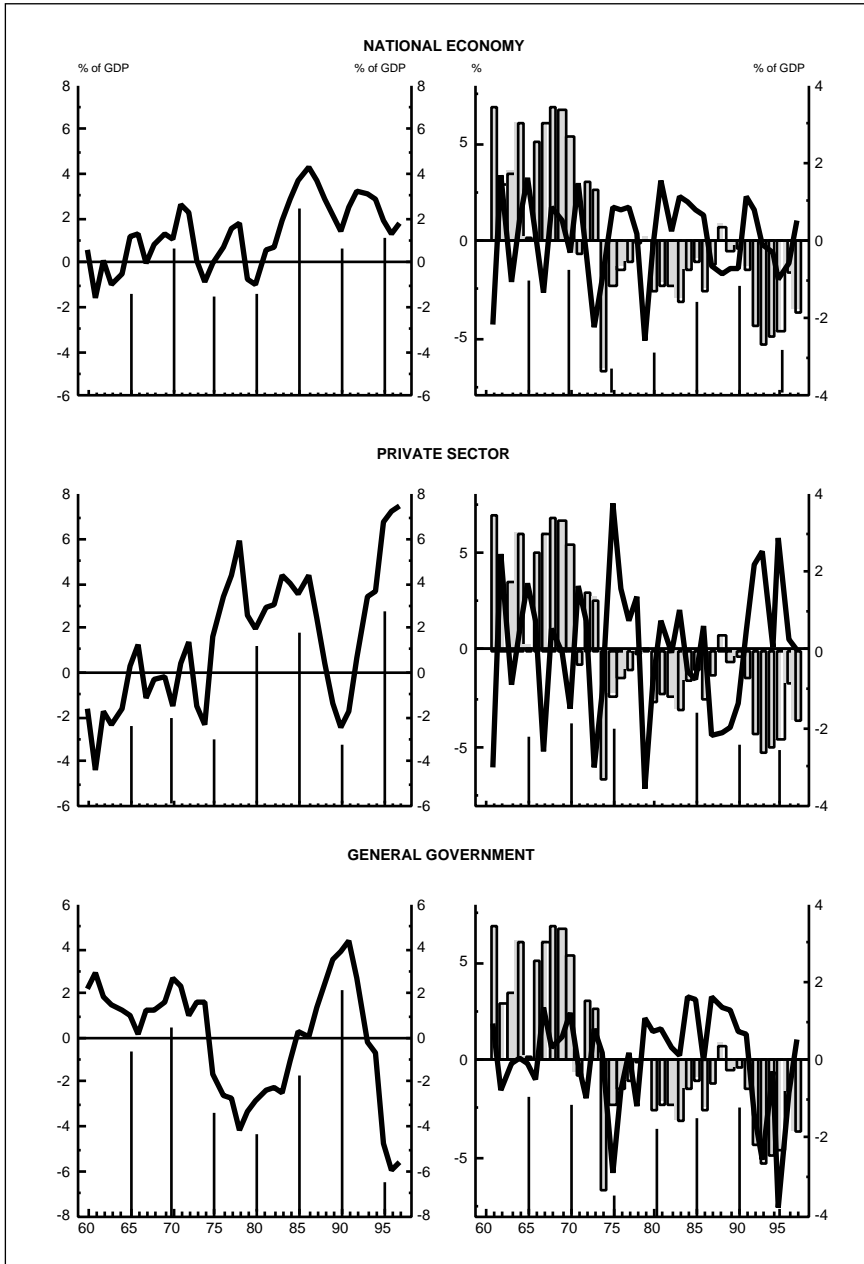 NATIONAL ECONOMY
% of GDP % of GDP % % of GDP
8 8 4
6 6 5 2
4 4
2 2 0 0
0 0
-2 -2 -5 -2
-4 -4
-6 -6 -4
PRIVATE SECTOR
8 8 4
6 6 5 2
4 4
2 2 0 0
0 0
-2 -2 -5 -2
-4 -4
-6 -6 -4
GENERAL GOVERNMENT
6 6 4
4 4 5 2
2 2
0 0 0 0
-2 -2
-4 -4 -5 -2
-6 -6
-8 -8 -4
60 65 70 75 80 85 90 95 60 65 70 75 80 85 90 95